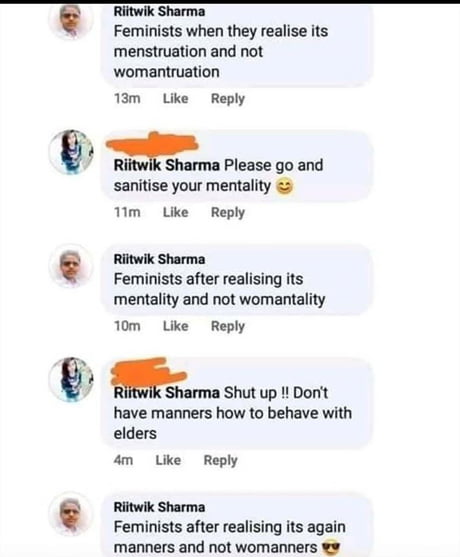 Riitwik Sharma
Feminists when they realise its
menstruation and not
womantruation
13m Like Reply
Riitwik Sharma Please go and
sanitise your mentality 😊
11m Like Reply
Riitwik Sharma
Feminists after realising its
mentality and not womantality
10m Like Reply
Riitwik Sharma Shut up !! Don't
have manners how to behave with
elders
4m Like Reply
Riitwik Sharma
Feminists after realising its again
manners and not womanners 😎